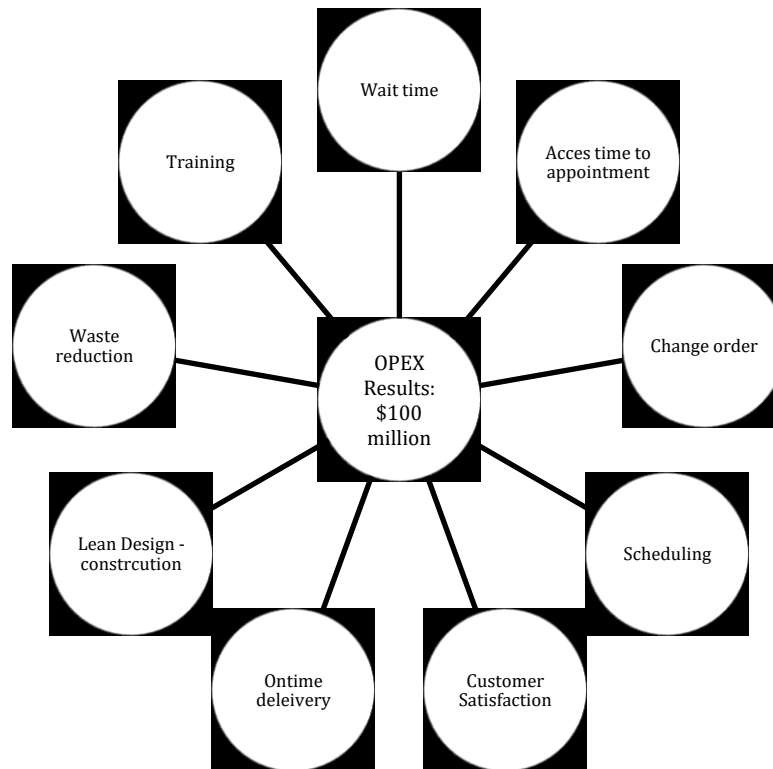 Wait time
Acces time to
appointment
Training
Change order
Waste
reduction
OPEX
Results:
$100
million
Lean Design -
constrcution
Scheduling
Ontime
deleivery
Customer
Satisfaction